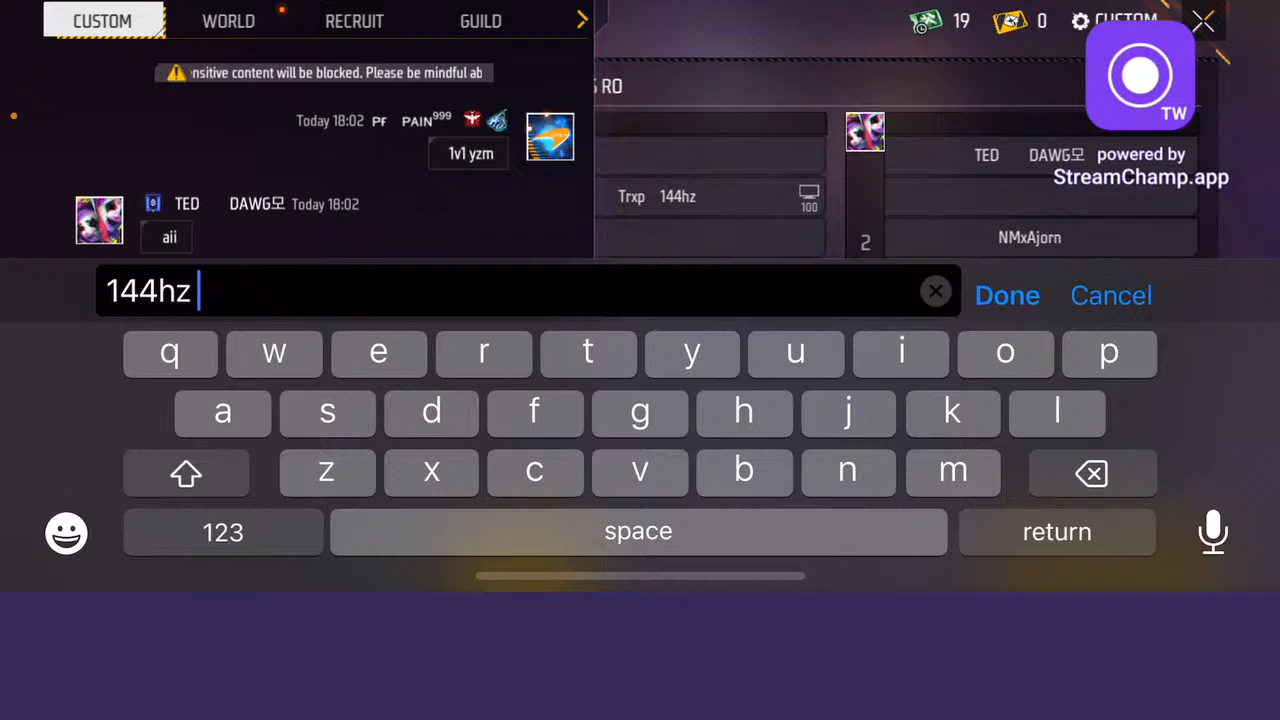 CUSTOM WORLD RECRUIT GUILD 19 0 CUSTOM
nsitive content will be blocked. Please be mindful ab
S RO
TW
Today 18:02 PF PAIN999
1v1 yzm
TED DAWG모 powered by
StreamChamp.app
Trxp 144hz 100
TED DAWG모 Today 18:02
aii
2 NMxAjorn
144hz Done Cancel
q w e r t y u i o p
a s d f g h j k l
z x c v b n m
123 space return